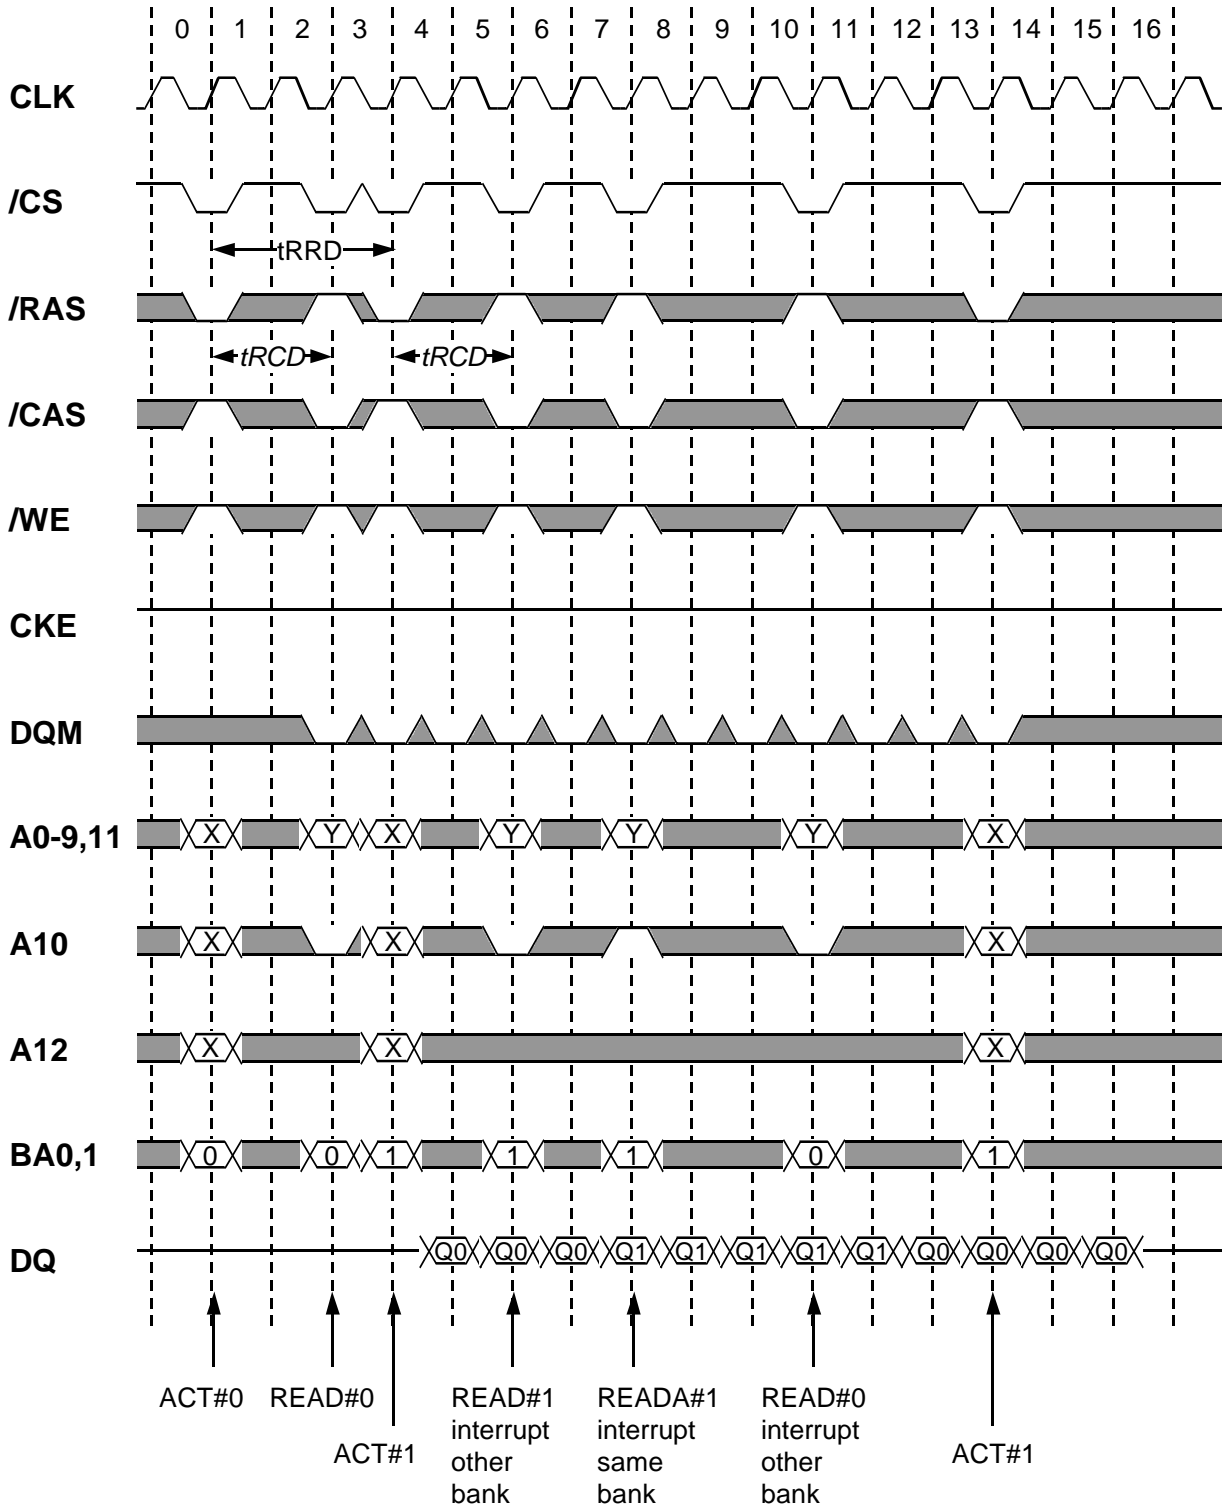 0 1 2 3 4 5 6 7 8 9 10 11 12 13 14 15 16
CLK
/CS
tRRD
/RAS
tRCD tRCD
/CAS
/WE
CKE
DQM
A0-9,11 X Y X Y Y Y X
A10 X X X
A12 X X X
BA0,1 0 0 1 1 1 0 1
DQ Q0 Q0 Q0 Q1 Q1 Q1 Q1 Q1 Q0 Q0 Q0 Q0
ACT#0
READ#0
ACT#1
READ#1
interrupt
other
bank
READA#1
interrupt
same
bank
READ#0
interrupt
other
bank
ACT#1